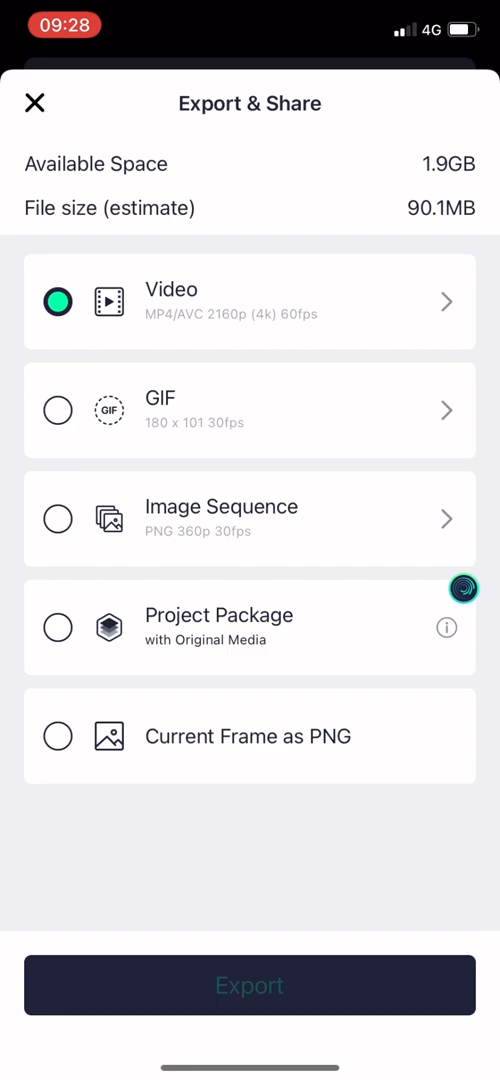 09:28
4G
Export & Share
Available Space 1.9GB
File size (estimate) 90.1MB
Video
MP4/AVC 2160p (4k) 60fps
GIF
GIF
180 x 101 30fps
Image Sequence
PNG 360p 30fps
Project Package
with Original Media
Current Frame as PNG
Export